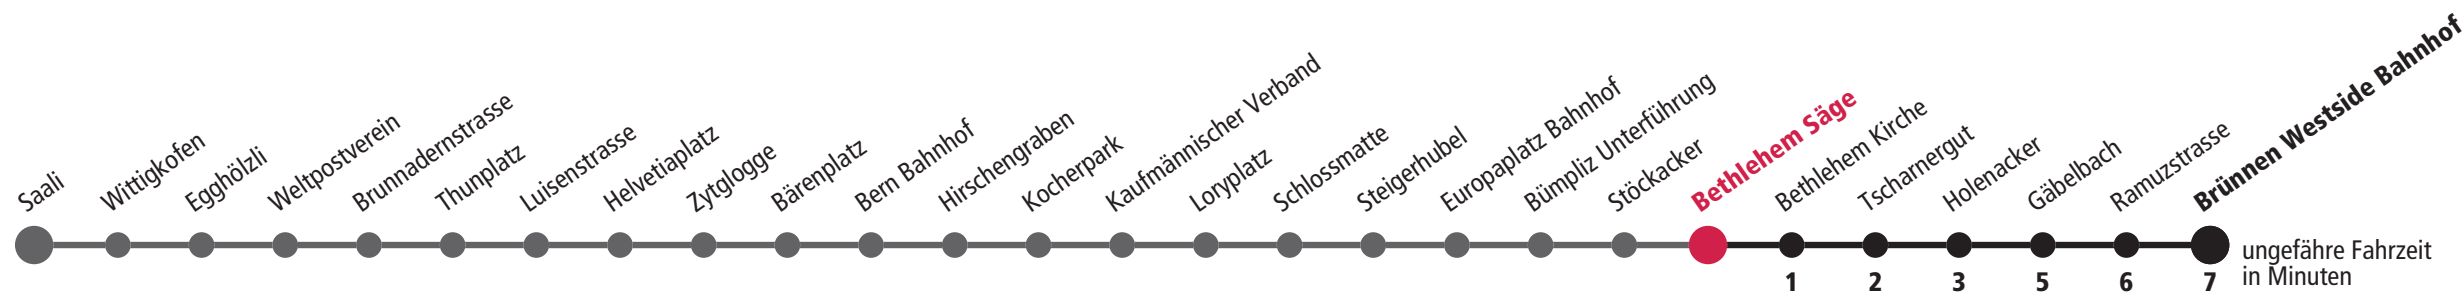 Saali
Wittigkofen
Egghölzli
Weltpostverein
Brunnadernstrasse
Thunplatz
Luisenstrasse
Helvetiaplatz
Zytglogge
Bärenplatz
Bern Bahnhof
Hirschengraben
Kocherpark
Kaufmännischer Verband
Loryplatz
Schlossmatte
Steigerhubel
Europaplatz Bahnhof
Bümpliz Unterführung
Stöckacker
Bethlehem Säge
Bethlehem Kirche
Tscharnergut
Holenacker
Gäbelbach
Ramuzstrasse
Brünnen Westside Bahnhof
1 2 3 5 6 7
ungefähre Fahrzeit
in Minuten